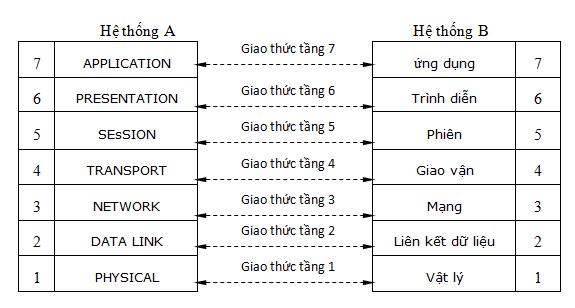 Hệ thống A Hệ thống B
7 APPLICATION Giao thức tầng 7 ứng dụng 7
6 PRESENTATION Giao thức tầng 6 Trình diễn 6
5 SEsSION Giao thức tầng 5 Phiên 5
4 TRANSPORT Giao thức tầng 4 Giao vận 4
3 NETWORK Giao thức tầng 3 Mạng 3
2 DATA LINK Giao thức tầng 2 Liên kết dữ liệu 2
1 PHYSICAL Giao thức tầng 1 Vật lý 1